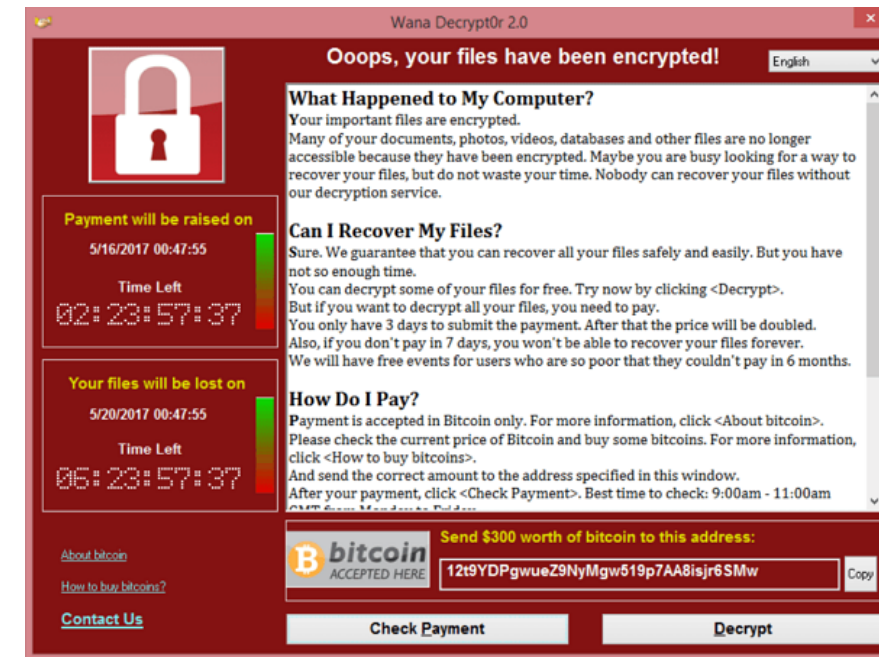 Wana Decrypt0r 2.0
Ooops, your files have been encrypted!
English
Payment will be raised on
5/16/2017 00:47:55
Time Left
02:23:57:37
Your files will be lost on
5/20/2017 00:47:55
Time Left
06:23:57:37
About bitcoin
How to buy bitcoins?
Contact Us
What Happened to My Computer?
Your important files are encrypted.
Many of your documents, photos, videos, databases and other files are no longer
accessible because they have been encrypted. Maybe you are busy looking for a way to
recover your files, but do not waste your time. Nobody can recover your files without
our decryption service.
Can I Recover My Files?
Sure. We guarantee that you can recover all your files safely and easily. But you have
not so enough time.
You can decrypt some of your files for free. Try now by clicking <Decrypt>.
But if you want to decrypt all your files, you need to pay.
You only have 3 days to submit the payment. After that the price will be doubled.
Also, if you don't pay in 7 days, you won't be able to recover your files forever.
We will have free events for users who are so poor that they couldn't pay in 6 months.
How Do I Pay?
Payment is accepted in Bitcoin only. For more information, click <About bitcoin>.
Please check the current price of Bitcoin and buy some bitcoins. For more information,
click <How to buy bitcoins>.
And send the correct amount to the address specified in this window.
After your payment, click <Check Payment>. Best time to check: 9:00am - 11:00am
GMT from Monday to Friday.
bitcoin
ACCEPTED HERE
Send $300 worth of bitcoin to this address:
12t9YDPgwueZ9NyMgw519p7AA8isjr6SMw
Copy
Check Payment
Decrypt